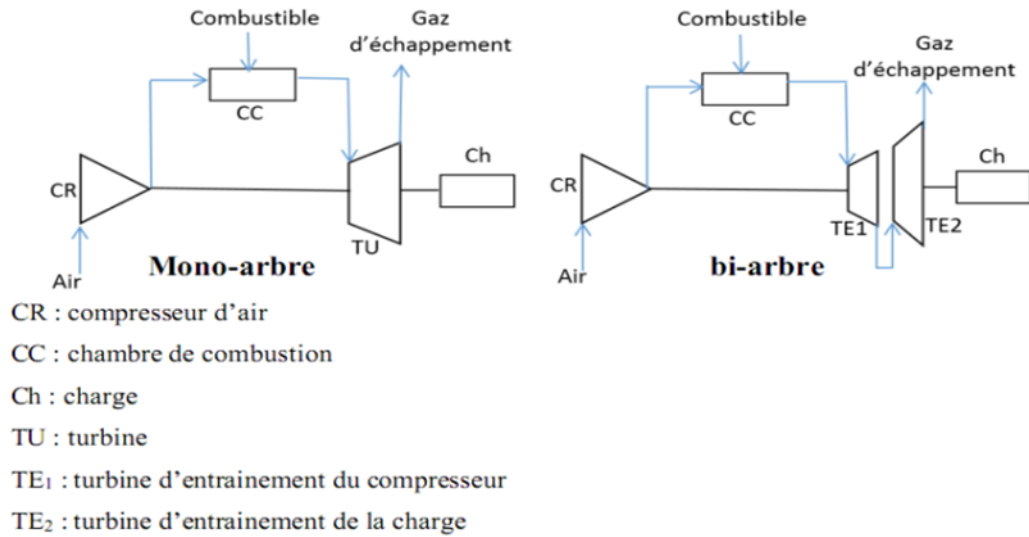 Combustible
Gaz
d'échappement
CC
CR
Ch
TU
Air
Mono-arbre
Combustible
Gaz
d'échappement
CC
CR
Ch
TE1
TE2
Air
bi-arbre
CR : compresseur d'air
CC : chambre de combustion
Ch : charge
TU : turbine
TE₁ : turbine d'entrainement du compresseur
TE₂ : turbine d'entrainement de la charge